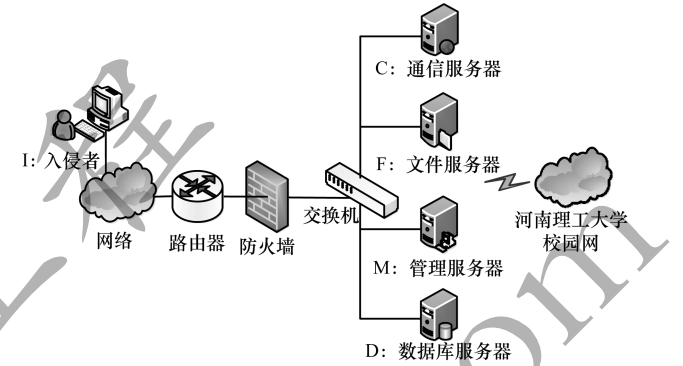 C：通信服务器
I：入侵者
F：文件服务器
网络
路由器
防火墙
交换机
河南理工大学
校园网
M：管理服务器
D：数据库服务器
程
com